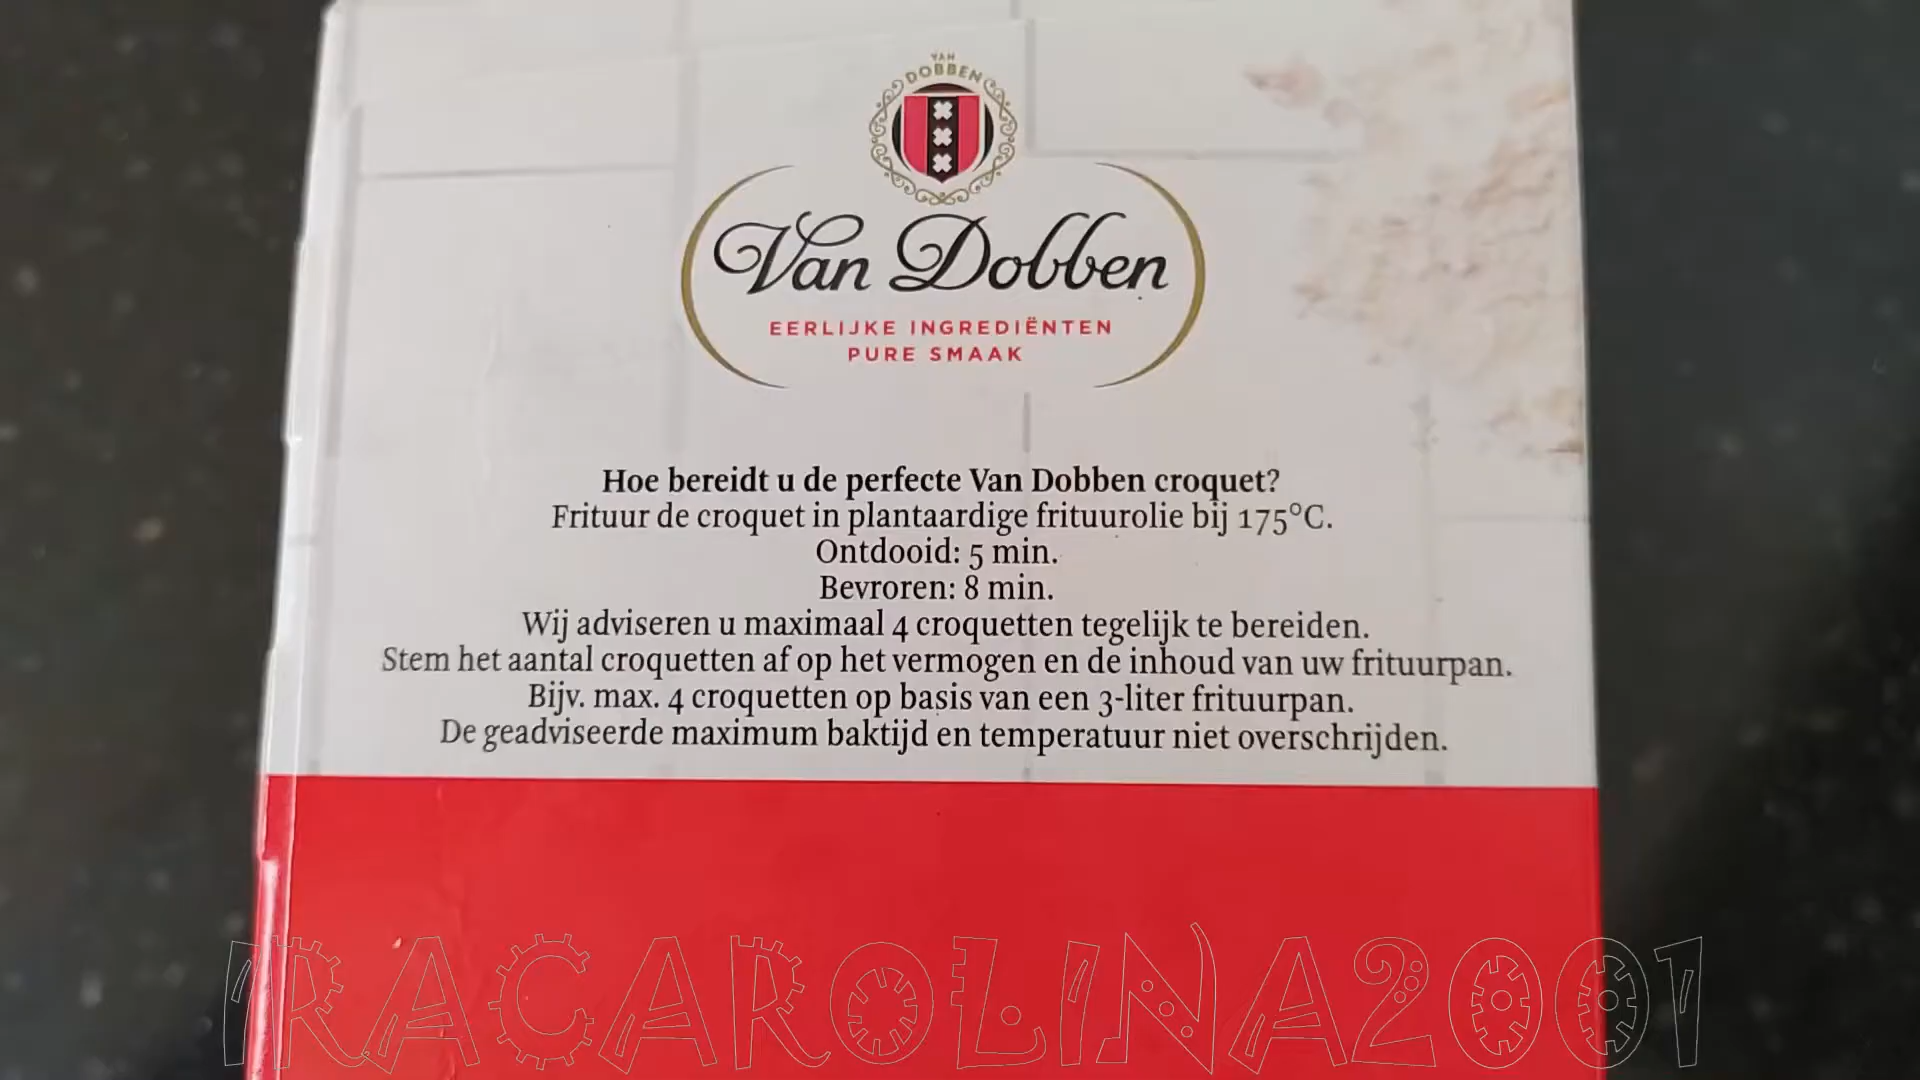 VAN
DOBBEN
Van Dobben
EERLIJKE INGREDIËNTEN
PURE SMAAK
Hoe bereidt u de perfecte Van Dobben croquet?
Frituur de croquet in plantaardige frituurolie bij 175°C.
Ontdooid: 5 min.
Bevroren: 8 min.
Wij adviseren u maximaal 4 croquetten tegelijk te bereiden.
Stem het aantal croquetten af op het vermogen en de inhoud van uw frituurpan.
Bijv. max. 4 croquetten op basis van een 3-liter frituurpan.
De geadviseerde maximum baktijd en temperatuur niet overschrijden.
IRACAROLINA2001